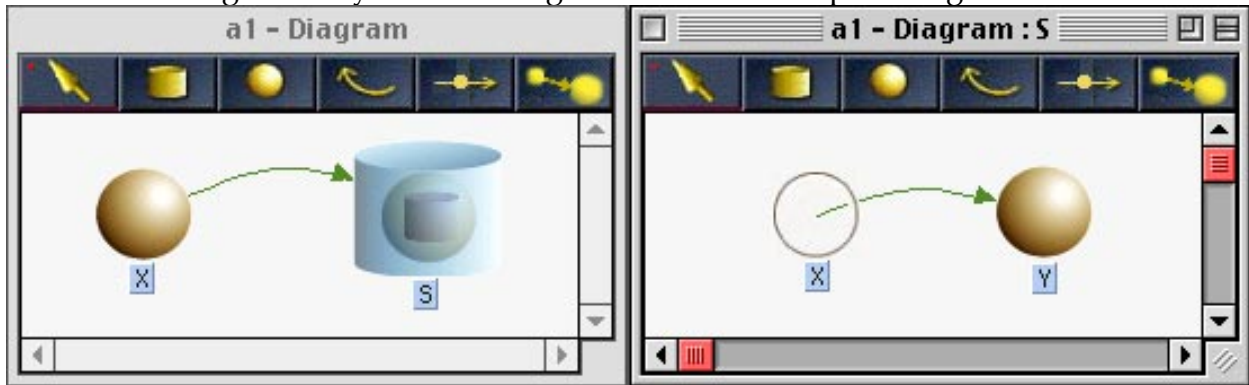 a1 – Diagram
X
S
a1 – Diagram : S
X
Y